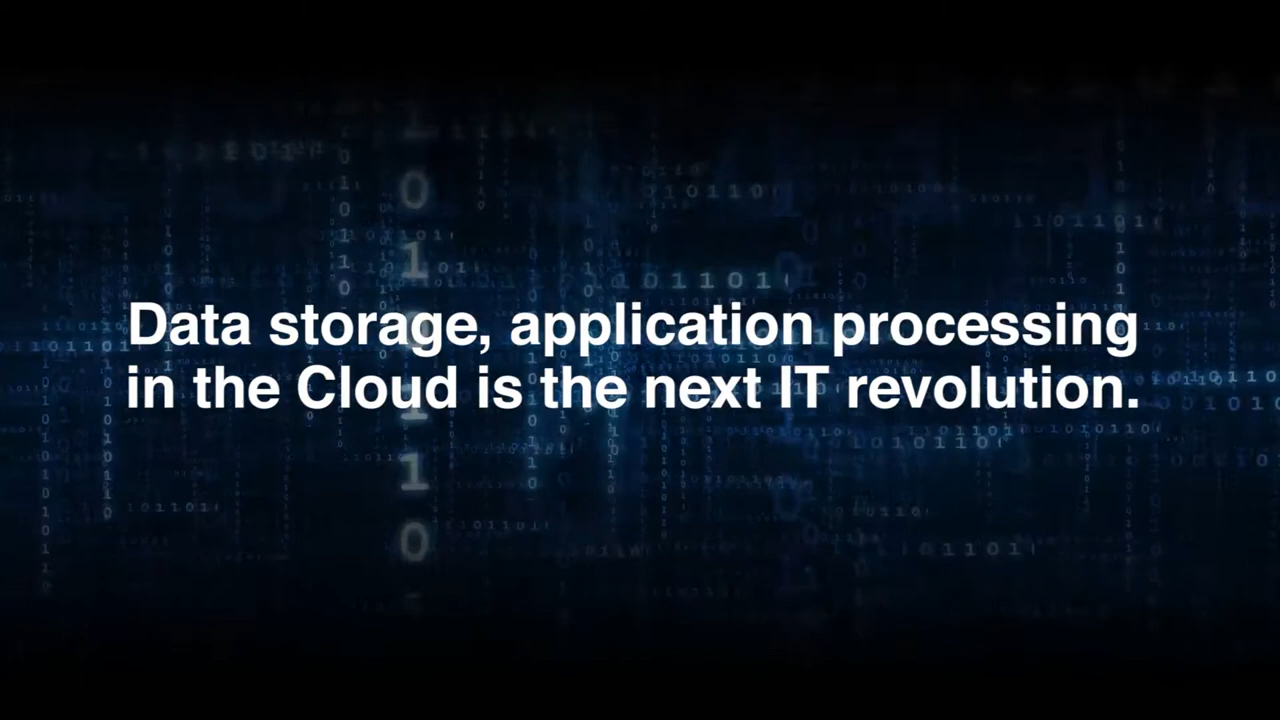 Data storage, application processing
in the Cloud is the next IT revolution.